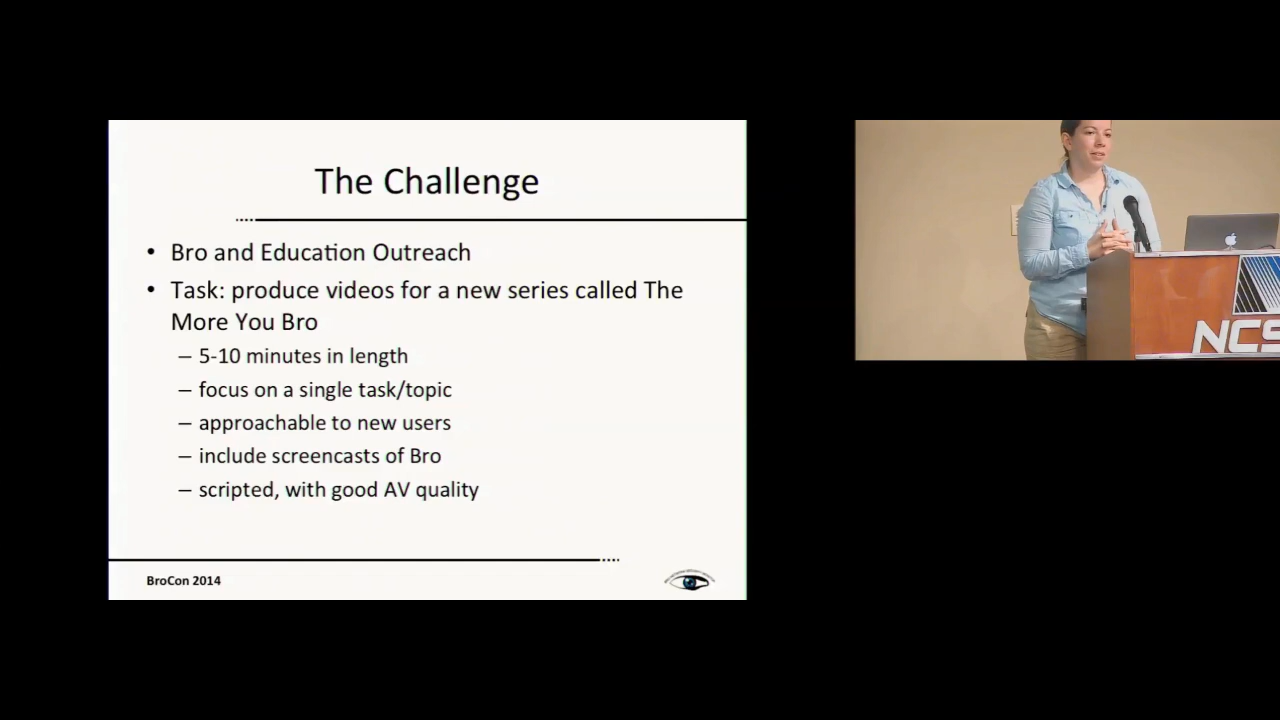 The Challenge
• Bro and Education Outreach
• Task: produce videos for a new series called The
More You Bro
– 5-10 minutes in length
– focus on a single task/topic
– approachable to new users
– include screencasts of Bro
– scripted, with good AV quality
BroCon 2014
NCS